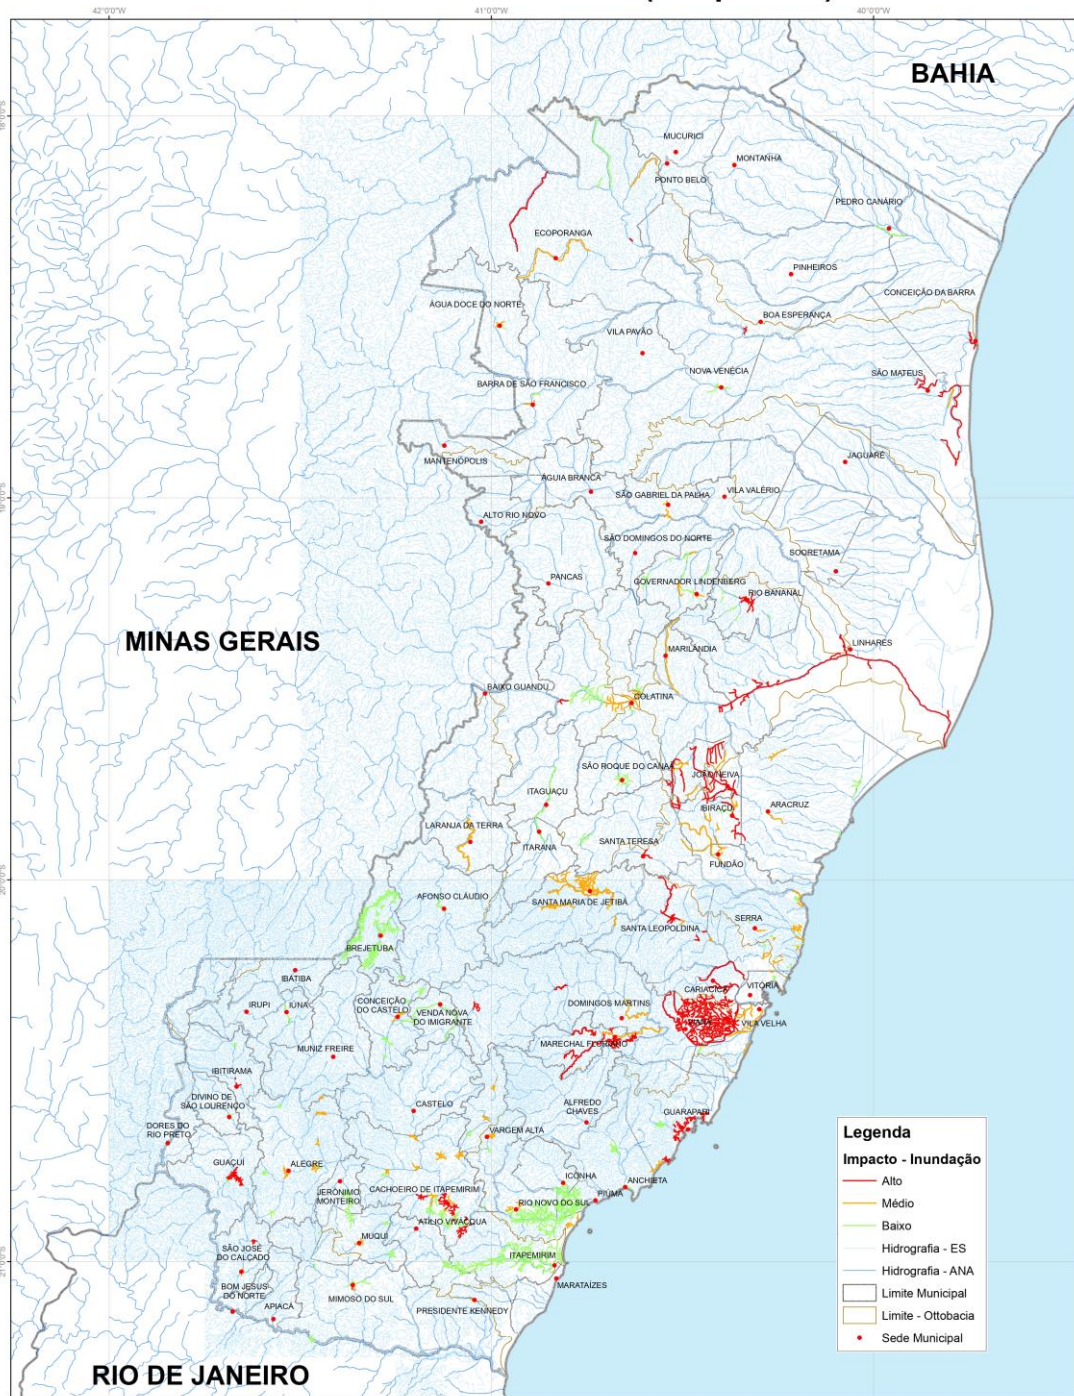 42°0'0"W
41°0'0"W
40°0'0"W
BAHIA
MUCURICI
MONTANHA
PONTO BELO
PEDRO CANÁRIO
ECOPORANGA
PINHEIROS
CONCEIÇÃO DA BARRA
ÁGUA DOCE DO NORTE
BOA ESPERANÇA
VILA PAVÃO
NOVA VENÉCIA
SÃO MATEUS
BARRA DE SÃO FRANCISCO
MANTENÓPOLIS
JAGUARÉ
ÁGUIA BRANCA
SÃO GABRIEL DA PALHA
VILA VALÉRIO
ALTO RIO NOVO
SÃO DOMINGOS DO NORTE
SOORETAMA
PANCAS
GOVERNADOR LINDENBERG
RIO BANANAL
MINAS GERAIS
LINHARES
MARILÂNDIA
BAIXO GUANDU
COLATINA
SÃO ROQUE DO CANAÃ
JOÃO NEIVA
ITAGUAÇU
IBIRAÇU
ARACRUZ
LARANJA DA TERRA
ITARANA
SANTA TERESA
FUNDÃO
20°0'0"S
AFONSO CLÁUDIO
SANTA MARIA DE JETIBÁ
SANTA LEOPOLDINA
SERRA
BREJETUBA
IBATIBA
CARIACICA
VITÓRIA
IRUPI
IÚNA
CONCEIÇÃO
DO CASTELO
VENDA NOVA
DO IMIGRANTE
DOMINGOS MARTINS
VIANA
VILA VELHA
MARECHAL FLORIANO
MUNIZ FREIRE
IBITIRAMA
DIVINO DE
SÃO LOURENÇO
CASTELO
ALFREDO
CHAVES
GUARAPARI
DORES DO
RIO PRETO
VARGEM ALTA
GUAÇUÍ
ALEGRE
ICONHA
ANCHIETA
JERÔNIMO
MONTEIRO
CACHOEIRO DE ITAPEMIRIM
PIÚMA
RIO NOVO DO SUL
ATÍLIO VIVÁCQUA
MUQUI
SÃO JOSÉ
DO CALÇADO
ITAPEMIRIM
BOM JESUS
DO NORTE
MIMOSO DO SUL
MARATAÍZES
APIACÁ
PRESIDENTE KENNEDY
RIO DE JANEIRO
Legenda
Impacto - Inundação
Alto
Médio
Baixo
Hidrografia - ES
Hidrografia - ANA
Limite Municipal
Limite - Ottobacia
Sede Municipal